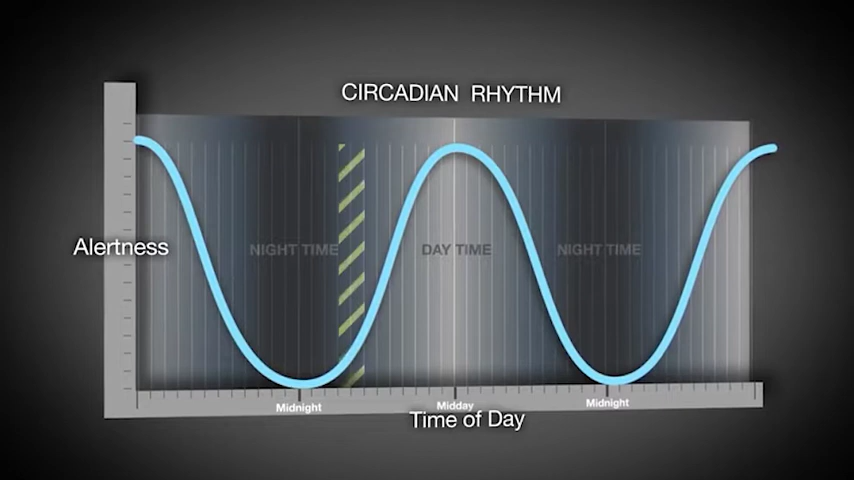 CIRCADIAN RHYTHM
Alertness
NIGHT TIME
DAY TIME
NIGHT TIME
Midnight
Midday
Midnight
Time of Day